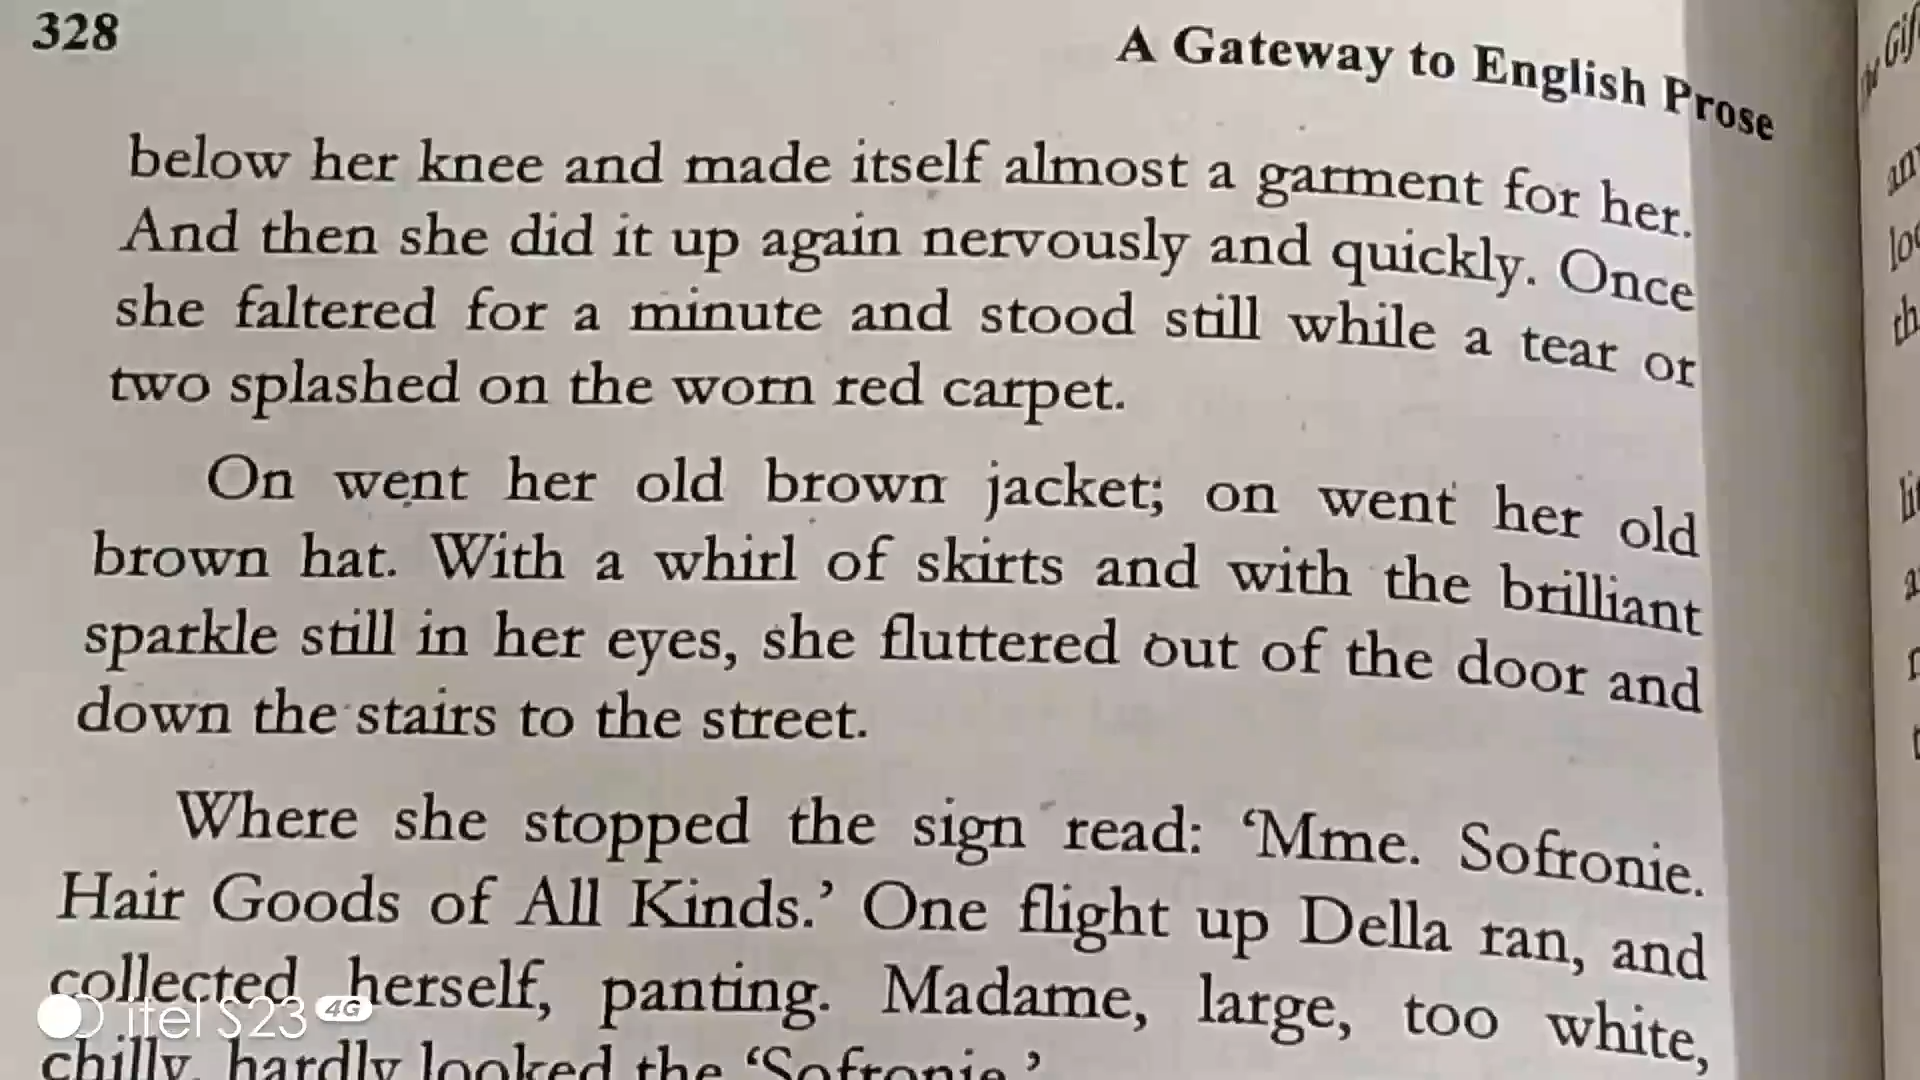 328
A Gateway to English Prose
below her knee and made itself almost a garment for her.
And then she did it up again nervously and quickly. Once
she faltered for a minute and stood still while a tear or
two splashed on the worn red carpet.
On went her old brown jacket; on went her old
brown hat. With a whirl of skirts and with the brilliant
sparkle still in her eyes, she fluttered out of the door and
down the stairs to the street.
Where she stopped the sign read: ‘Mme. Sofronie.
Hair Goods of All Kinds.’ One flight up Della ran, and
collected herself, panting. Madame, large, too white,
chilly, hardly looked the ‘Sofronie.’
itel S23 4G